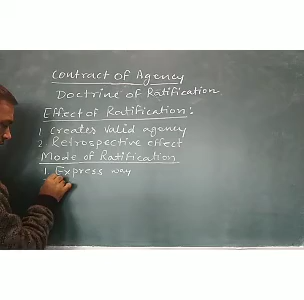 Contract of Agency
Doctrine of Ratification
Effect of Ratification:
1 Creates valid agency
2 Retrospective effect
Mode of Ratification
1. Express way